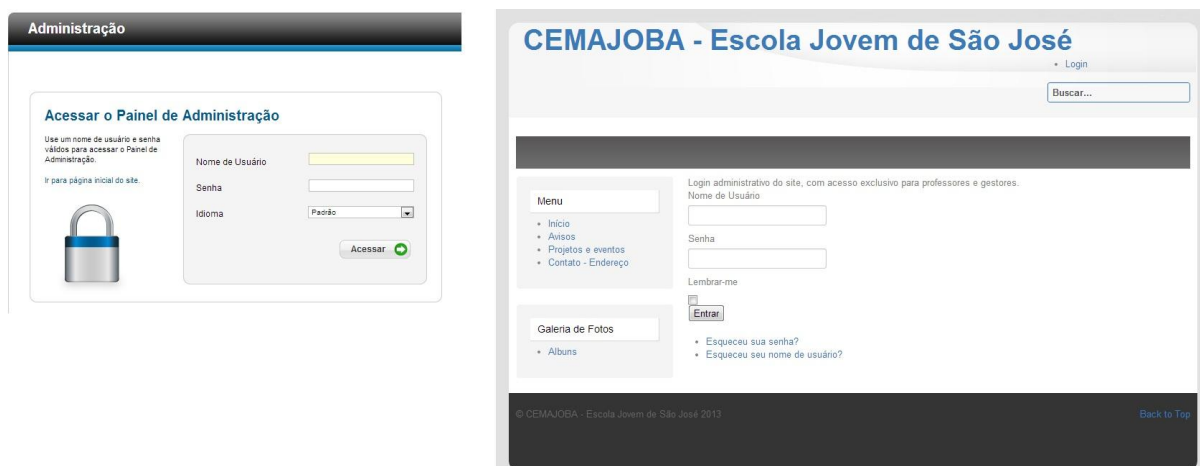 Administração
Acessar o Painel de Administração
Use um nome de usuário e senha
válidos para acessar o Painel de
Administração.
Ir para página inicial do site.
Nome de Usuário
Senha
Idioma
Padrão
Acessar
CEMAJOBA - Escola Jovem de São José
Login
Buscar...
Menu
Início
Avisos
Projetos e eventos
Contato - Endereço
Galeria de Fotos
Albuns
Login administrativo do site, com acesso exclusivo para professores e gestores.
Nome de Usuário
Senha
Lembrar-me
Entrar
Esqueceu sua senha?
Esqueceu seu nome de usuário?
© CEMAJOBA - Escola Jovem de São José 2013
Back to Top